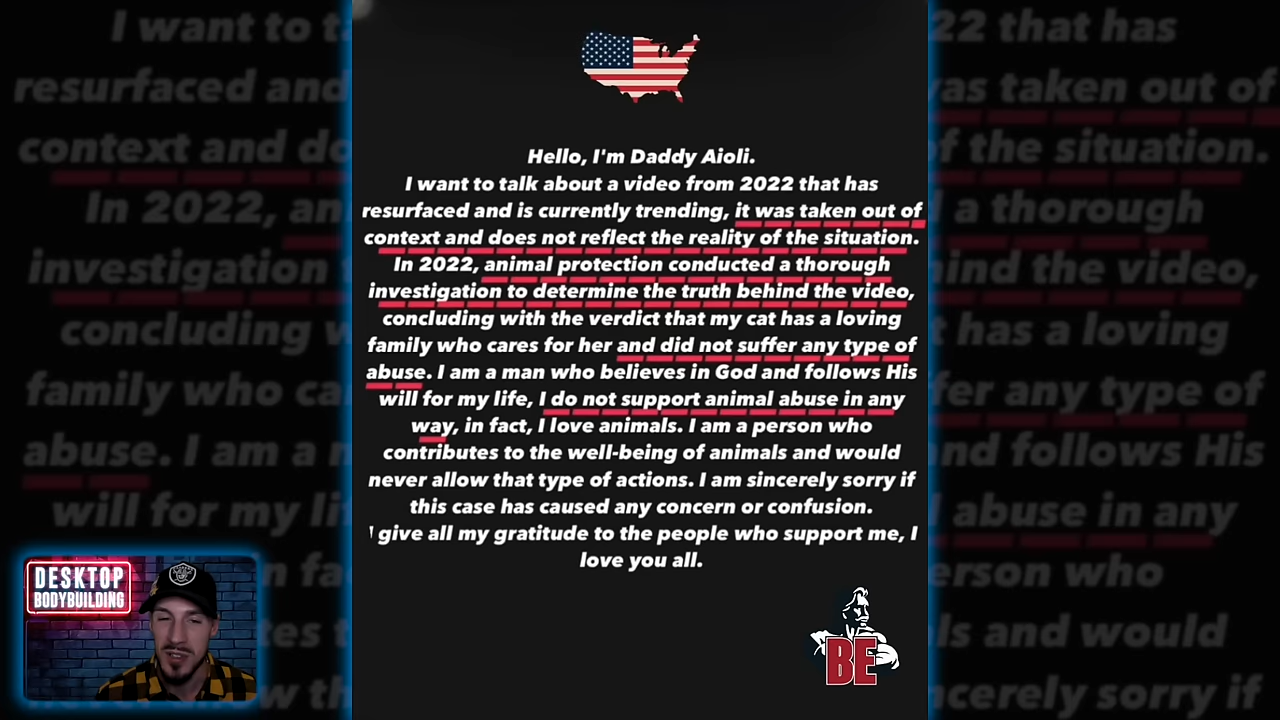 Hello, I'm Daddy Aioli.
I want to talk about a video from 2022 that has
resurfaced and is currently trending, it was taken out of
context and does not reflect the reality of the situation.
In 2022, animal protection conducted a thorough
investigation to determine the truth behind the video,
concluding with the verdict that my cat has a loving
family who cares for her and did not suffer any type of
abuse. I am a man who believes in God and follows His
will for my life, I do not support animal abuse in any
way, in fact, I love animals. I am a person who
contributes to the well-being of animals and would
never allow that type of actions. I am sincerely sorry if
this case has caused any concern or confusion.
I give all my gratitude to the people who support me, I
love you all.
DESKTOP
BODYBUILDING
BE